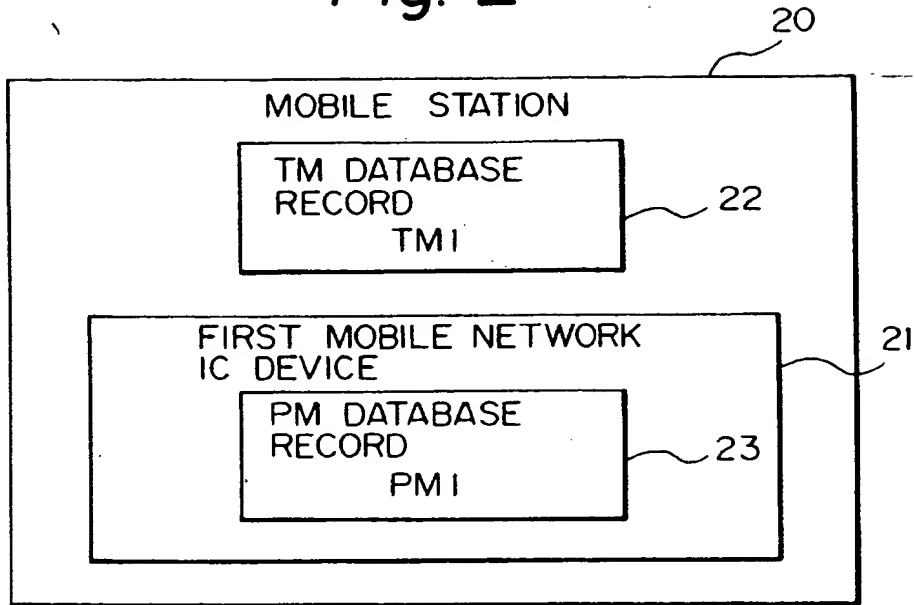 Fig. 2
20
MOBILE STATION
TM DATABASE
RECORD
TM1
22
FIRST MOBILE NETWORK
IC DEVICE
21
PM DATABASE
RECORD
PM1
23